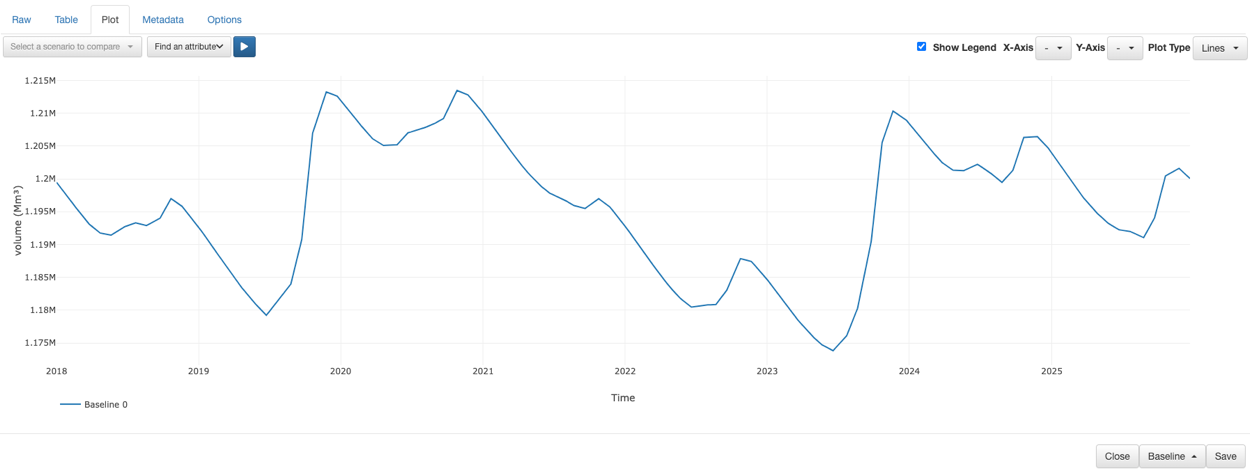 Raw Table Plot Metadata Options
Select a scenario to compare Find an attribute Show Legend X-Axis - Y-Axis - Plot Type Lines
1.215M
1.21M
1.205M
1.2M
1.195M
1.19M
1.185M
1.18M
1.175M
volume (Mm³)
2018 2019 2020 2021 2022 2023 2024 2025
Time
Baseline 0
Close Baseline Save